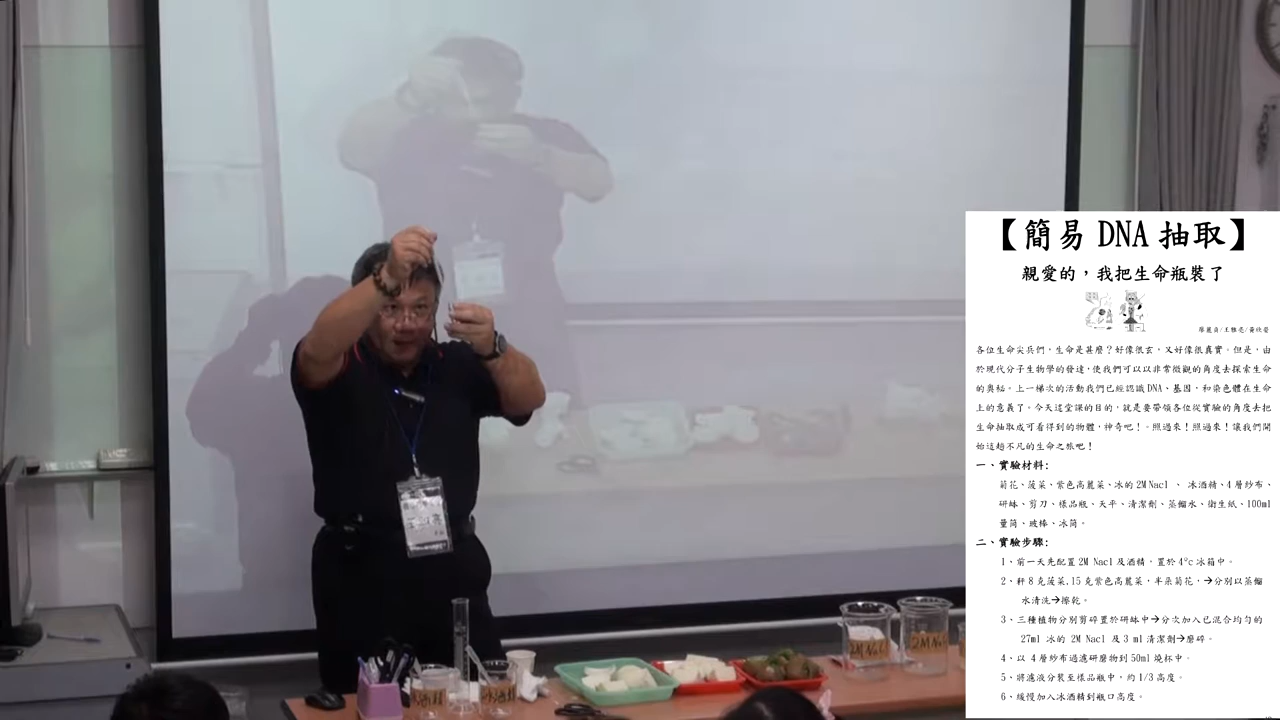 【簡易 DNA 抽取】
親愛的，我把生命瓶裝了
各位生命尖兵們，生命是甚麼？好像很玄，又好像很真實。但是，由
於現代分子生物學的發達，使我們可以以非常微觀的角度去探索生命
的奧秘。上一梯次的活動我們已經認識 DNA、基因，和染色體在生命
上的意義了。今天這堂課的目的，就是要帶領各位從實驗的角度去把
生命抽取成可看得到的物體，神奇吧！。照過來！照過來！讓我們開
始這趟不凡的生命之旅吧！
一、實驗材料：
菊花、菠菜、紫色高麗菜、冰的 2M Nacl 、 冰酒精、4 層紗布、
研缽、剪刀、樣品瓶、天平、清潔劑、蒸餾水、衛生紙、100ml
量筒、玻棒、冰筒。
二、實驗步驟：
1、前一天先配置 2M Nacl 及酒精，置於 4°c 冰箱中。
2、秤 8 克菠菜,15 克紫色高麗菜，半朵菊花，→分別以蒸餾
水清洗→擦乾。
3、三種植物分別剪碎置於研缽中→分次加入已混合均勻的
27ml 冰的 2M Nacl 及 3 ml 清潔劑→磨碎。
4、以 4 層紗布過濾研磨物到 50ml 燒杯中。
5、將濾液分裝至樣品瓶中，約 1/3 高度。
6、緩慢加入冰酒精到瓶口高度。
2M NaCl
2M NaCl
冰酒精
冰酒精